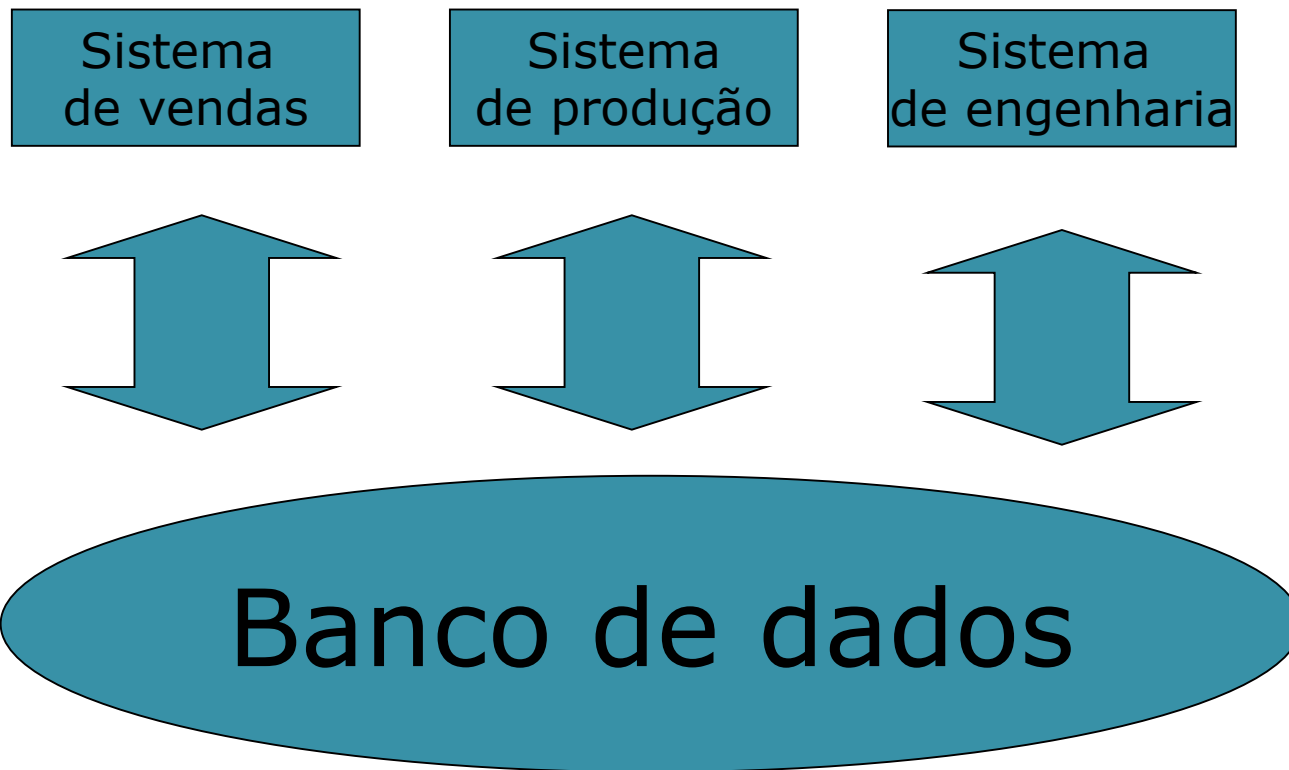 Sistema
de vendas
Sistema
de produção
Sistema
de engenharia
Banco de dados